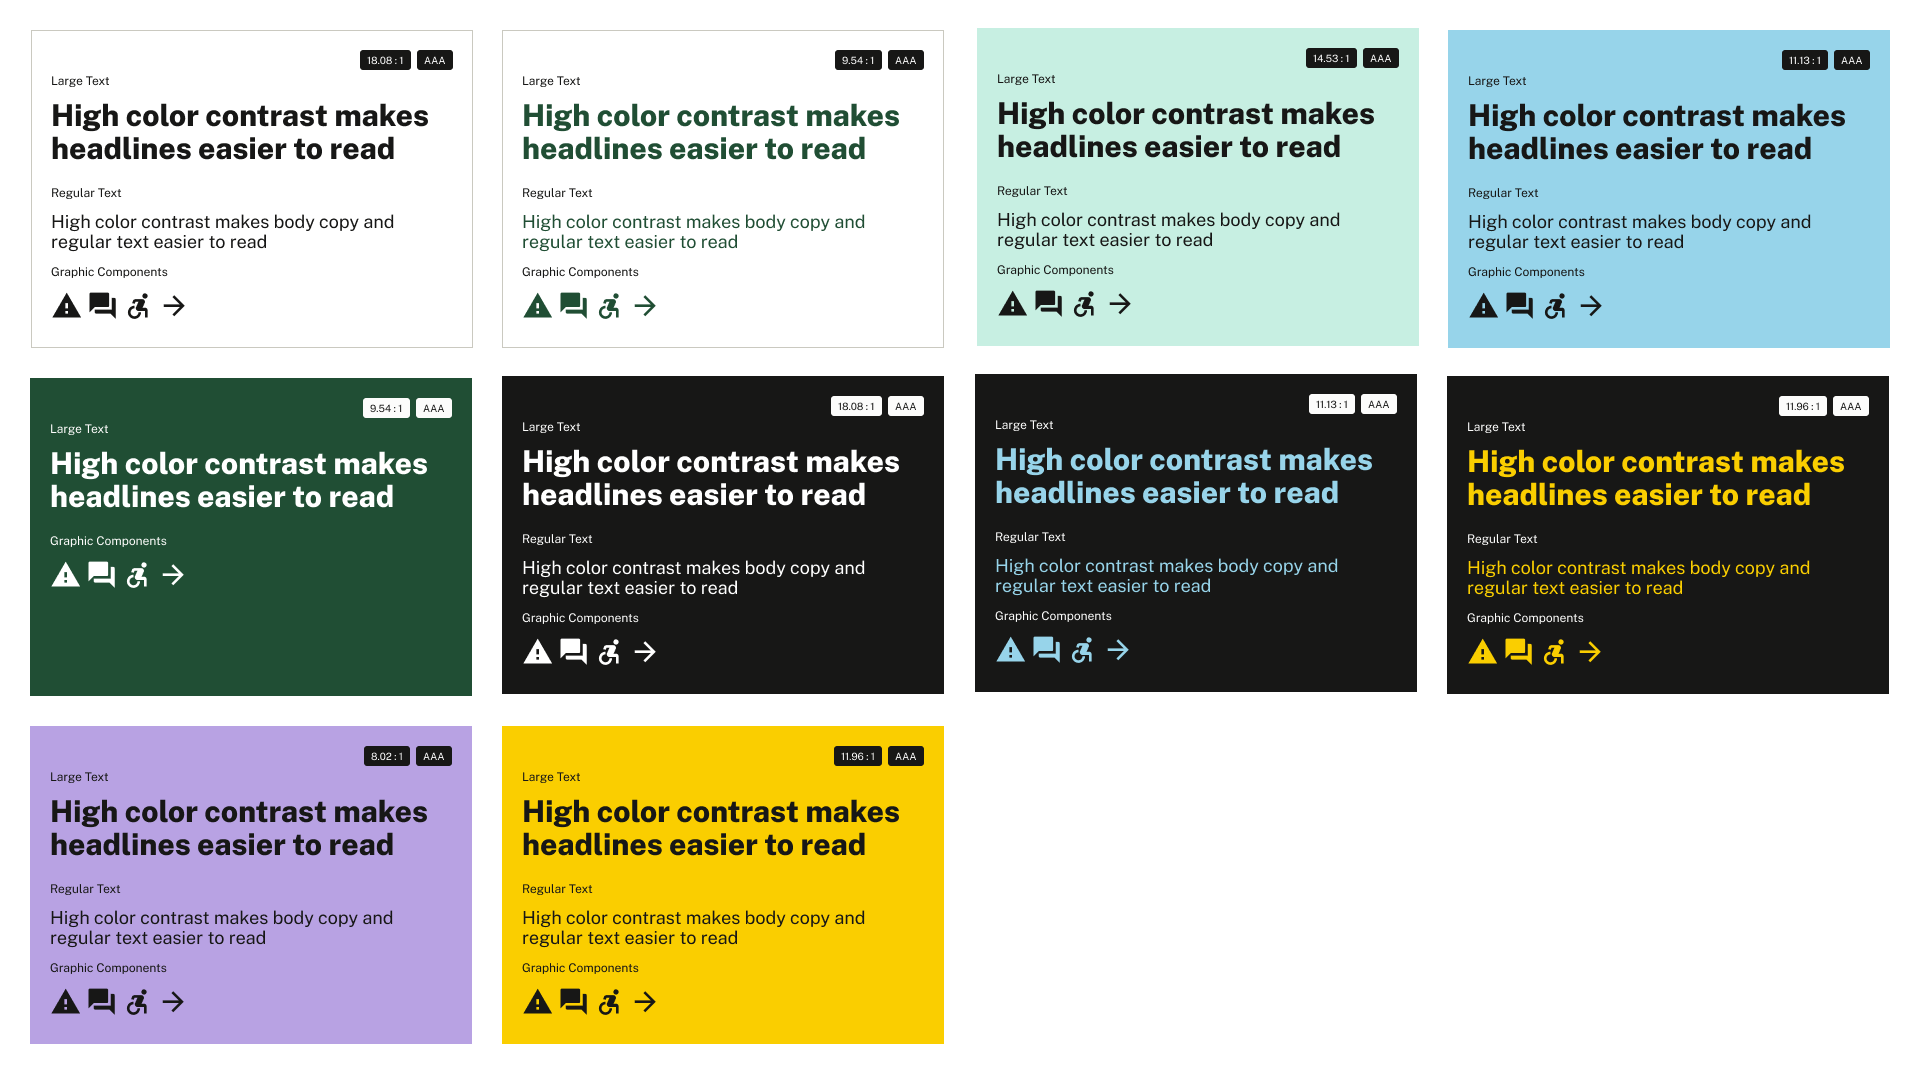 18.08 : 1 AAA
Large Text
High color contrast makes
headlines easier to read
Regular Text
High color contrast makes body copy and
regular text easier to read
Graphic Components
9.54 : 1 AAA
Large Text
High color contrast makes
headlines easier to read
Regular Text
High color contrast makes body copy and
regular text easier to read
Graphic Components
14.53 : 1 AAA
Large Text
High color contrast makes
headlines easier to read
Regular Text
High color contrast makes body copy and
regular text easier to read
Graphic Components
11.13 : 1 AAA
Large Text
High color contrast makes
headlines easier to read
Regular Text
High color contrast makes body copy and
regular text easier to read
Graphic Components
9.54 : 1 AAA
Large Text
High color contrast makes
headlines easier to read
Graphic Components
18.08 : 1 AAA
Large Text
High color contrast makes
headlines easier to read
Regular Text
High color contrast makes body copy and
regular text easier to read
Graphic Components
11.13 : 1 AAA
Large Text
High color contrast makes
headlines easier to read
Regular Text
High color contrast makes body copy and
regular text easier to read
Graphic Components
11.96 : 1 AAA
Large Text
High color contrast makes
headlines easier to read
Regular Text
High color contrast makes body copy and
regular text easier to read
Graphic Components
8.02 : 1 AAA
Large Text
High color contrast makes
headlines easier to read
Regular Text
High color contrast makes body copy and
regular text easier to read
Graphic Components
11.96 : 1 AAA
Large Text
High color contrast makes
headlines easier to read
Regular Text
High color contrast makes body copy and
regular text easier to read
Graphic Components